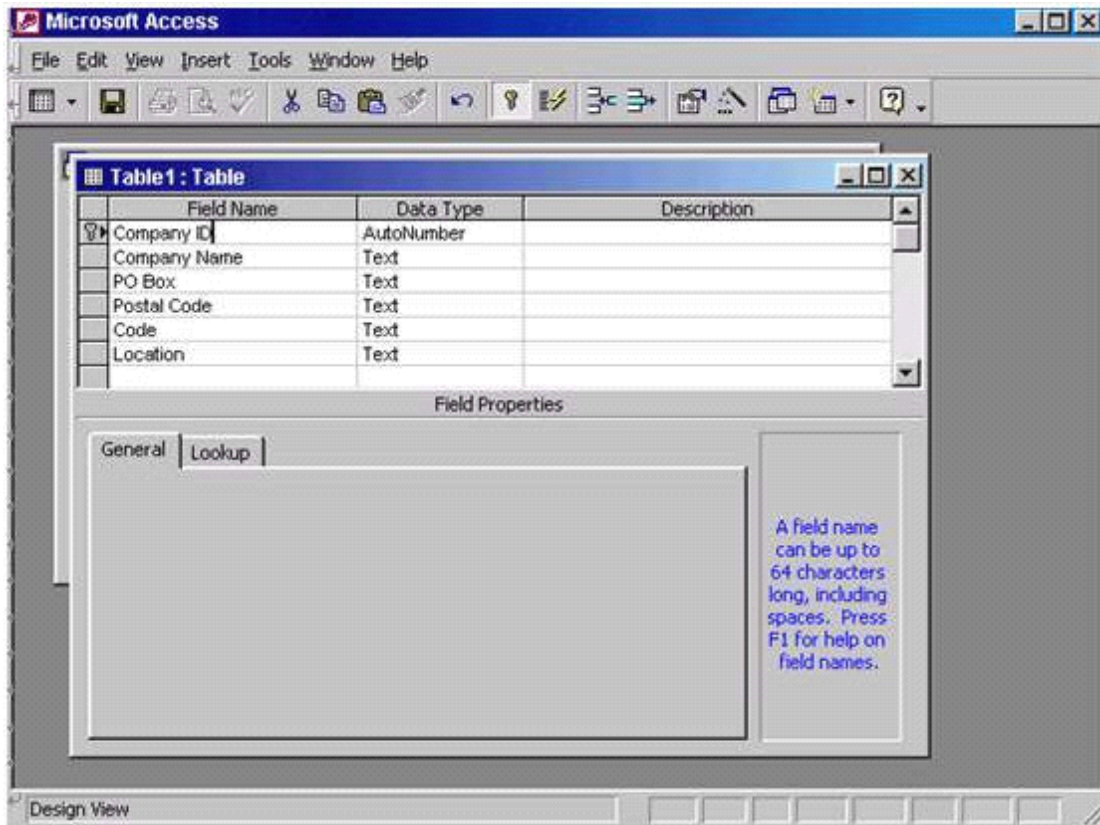 Microsoft Access
File Edit View Insert Tools Window Help
Table1 : Table
Field Name Data Type Description
Company ID AutoNumber
Company Name Text
PO Box Text
Postal Code Text
Code Text
Location Text
Field Properties
General Lookup
A field name
can be up to
64 characters
long, including
spaces. Press
F1 for help on
field names.
Design View